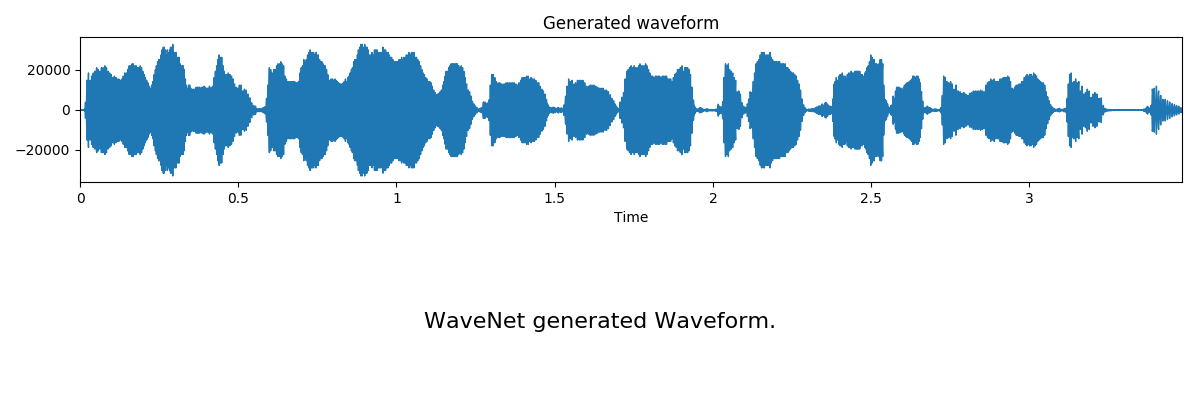 Generated waveform
20000
0
−20000
0 0.5 1 1.5 2 2.5 3
Time
WaveNet generated Waveform.